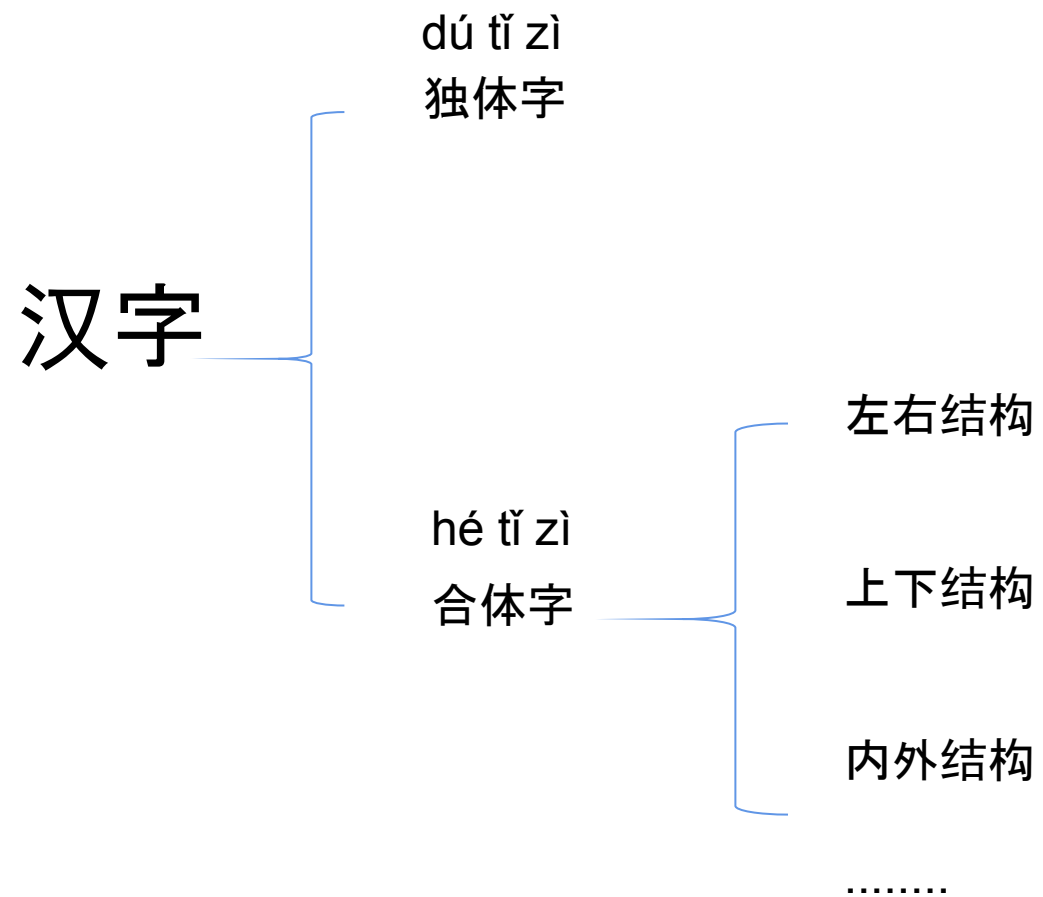 dú tǐ zì
独体字
汉字
左右结构
hé tǐ zì
上下结构
合体字
内外结构
........